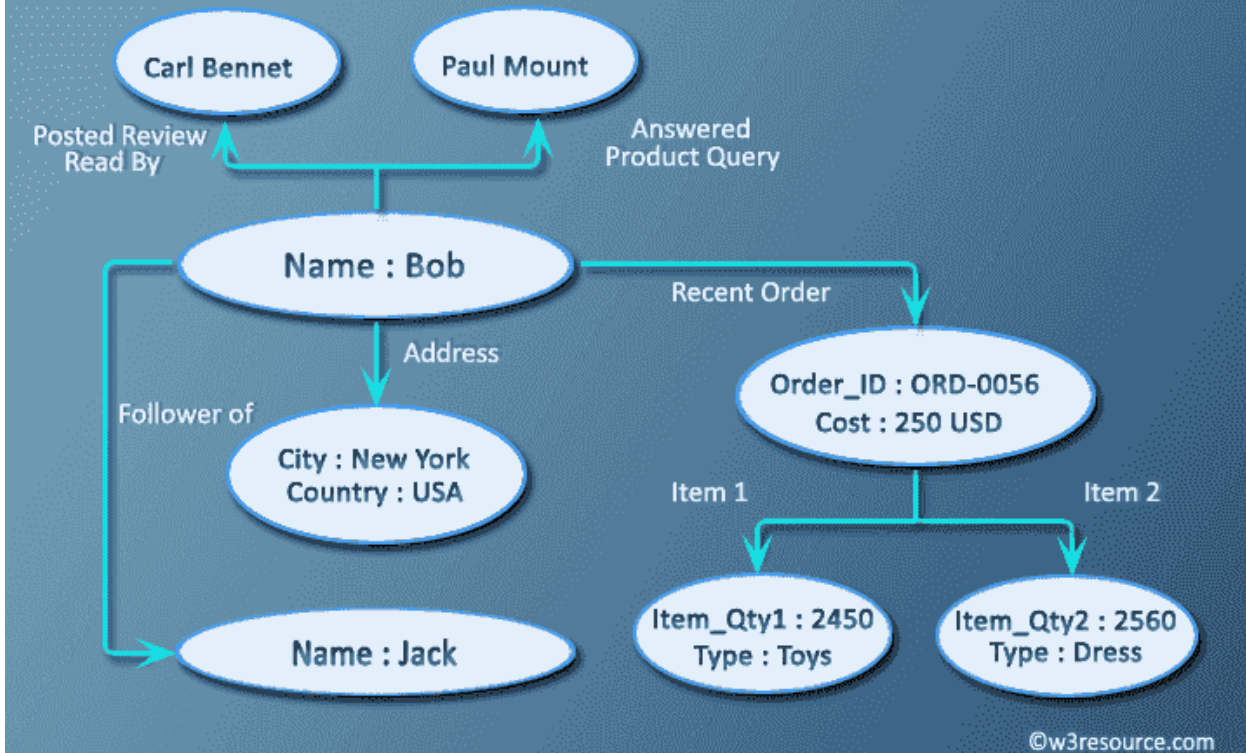 Carl Bennet
Paul Mount
Posted Review
Read By
Answered
Product Query
Name : Bob
Recent Order
Address
Order_ID : ORD-0056
Cost : 250 USD
Follower of
City : New York
Country : USA
Item 1
Item 2
Item_Qty1 : 2450
Type : Toys
Item_Qty2 : 2560
Type : Dress
Name : Jack
©w3resource.com